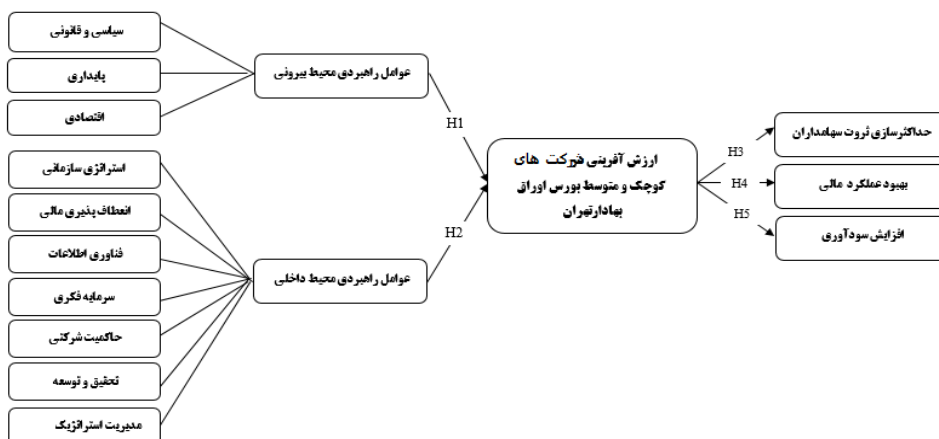 سیاسی و قانونی
پایداری
اقتصادی
عوامل راهبردی محیط بیرونی
استراتژی سازمانی
انعطاف پذیری مالی
فناوری اطلاعات
سرمایه فکری
حاکمیت شرکتی
تحقیق و توسعه
مدیریت استراتژیک
عوامل راهبردی محیط داخلی
H1
H2
ارزش آفرینی شرکت های
کوچک و متوسط بورس اوراق
بهادارتهران
H3
H4
H5
حداکثرسازی ثروت سهامداران
بهبود عملکرد مالی
افزایش سودآوری